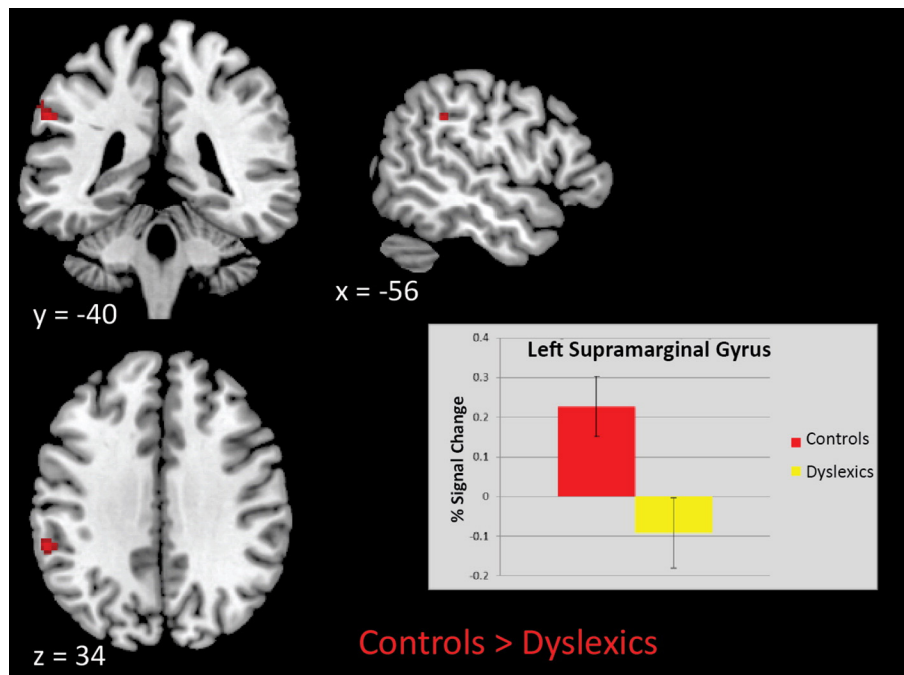 y = -40
x = -56
z = 34
Left Supramarginal Gyrus
% Signal Change
0.4
0.3
0.2
0.1
0
-0.1
-0.2
Controls
Dyslexics
Controls > Dyslexics